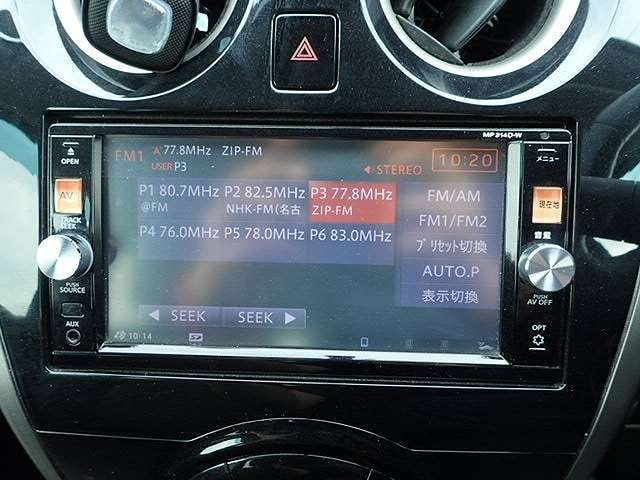 MP314D-W
OPEN
AV
TRACK
SEEK
PUSH
SOURCE
AUX
FM1 A 77.8MHz ZIP-FM
USER P3
STEREO
10:20
P1 80.7MHz P2 82.5MHz P3 77.8MHz
@FM NHK-FM(名古 ZIP-FM
P4 76.0MHz P5 78.0MHz P6 83.0MHz
FM/AM
FM1/FM2
プリセット切換
AUTO.P
表示切換
SEEK SEEK
10:14
メニュー
現在地
音量
PUSH
AV OFF
OPT